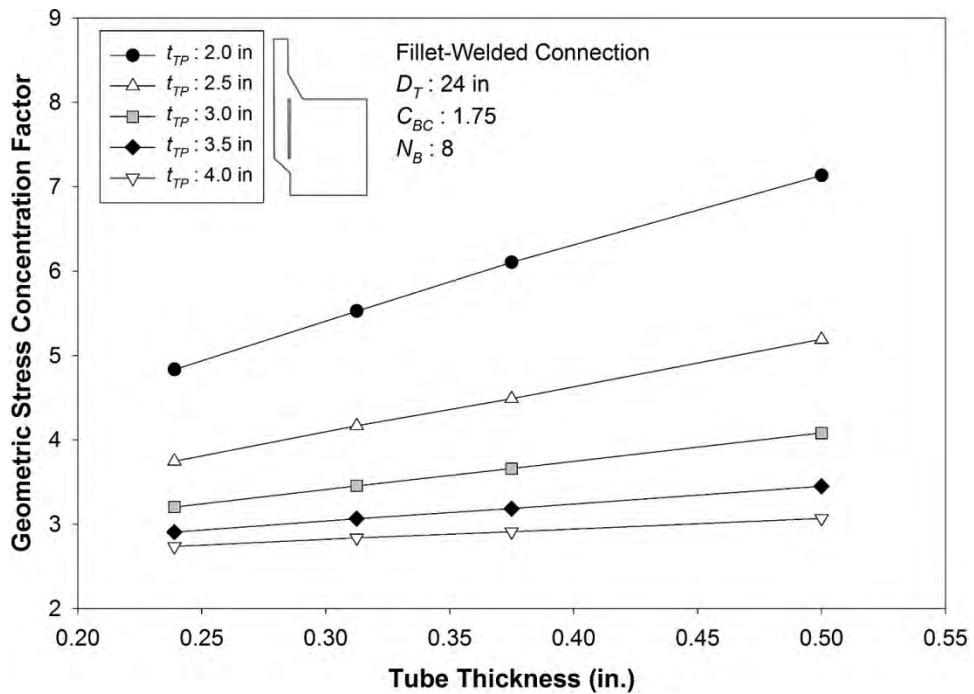 9
8
7
6
5
4
3
2
Geometric Stress Concentration Factor
t_TP : 2.0 in
t_TP : 2.5 in
t_TP : 3.0 in
t_TP : 3.5 in
t_TP : 4.0 in
Fillet-Welded Connection
D_T : 24 in
C_BC : 1.75
N_B : 8
0.20 0.25 0.30 0.35 0.40 0.45 0.50 0.55
Tube Thickness (in.)